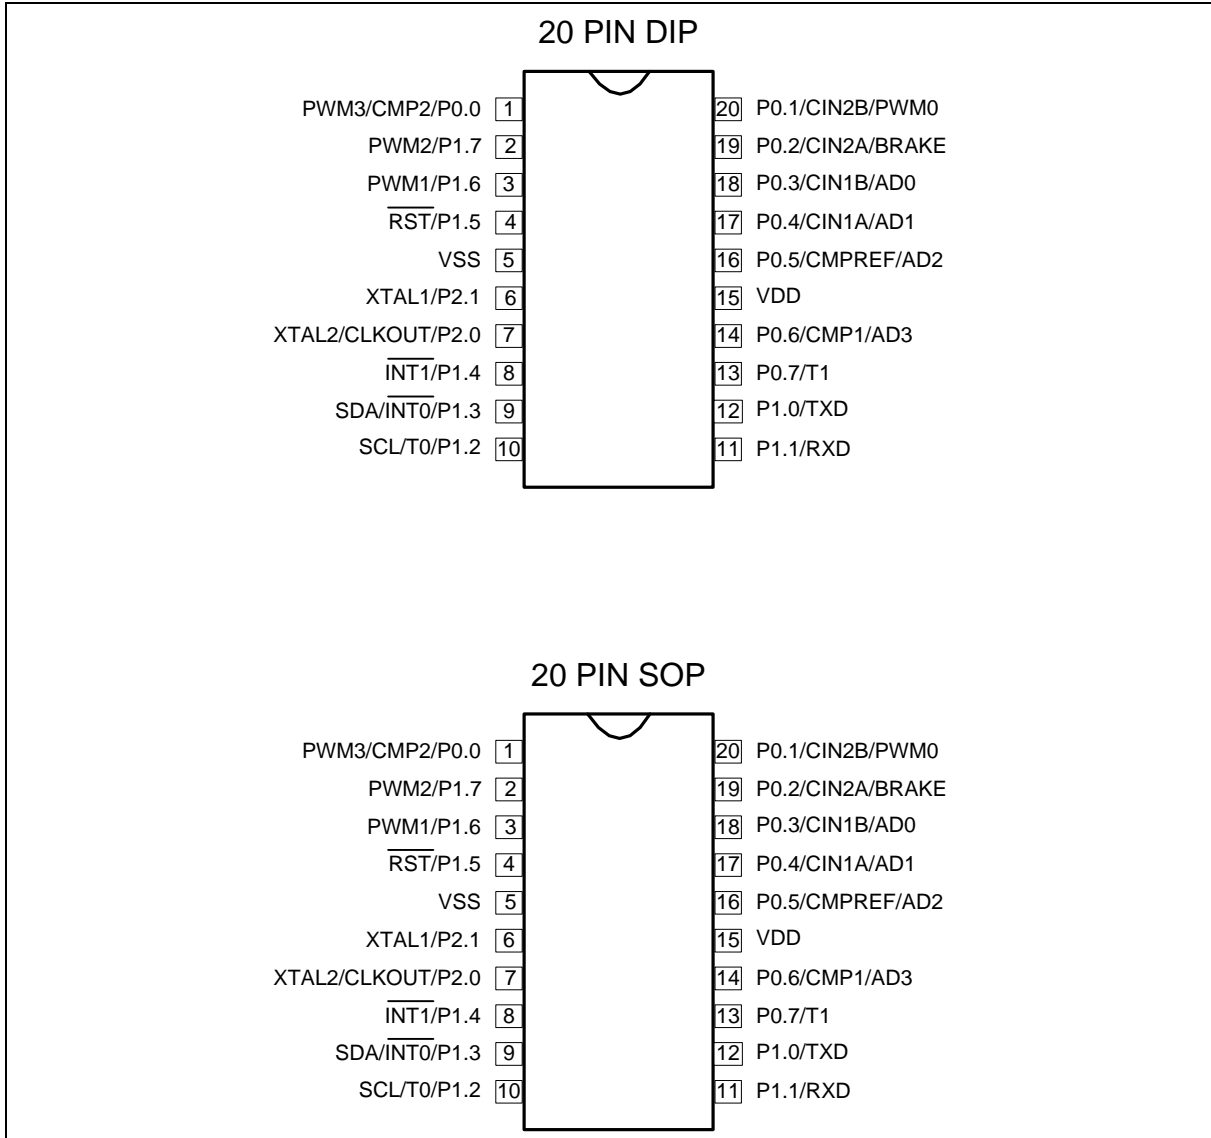 20 PIN DIP
PWM3/CMP2/P0.0 1 20 P0.1/CIN2B/PWM0
PWM2/P1.7 2 19 P0.2/CIN2A/BRAKE
PWM1/P1.6 3 18 P0.3/CIN1B/AD0
RST/P1.5 4 17 P0.4/CIN1A/AD1
VSS 5 16 P0.5/CMPREF/AD2
XTAL1/P2.1 6 15 VDD
XTAL2/CLKOUT/P2.0 7 14 P0.6/CMP1/AD3
INT1/P1.4 8 13 P0.7/T1
SDA/INT0/P1.3 9 12 P1.0/TXD
SCL/T0/P1.2 10 11 P1.1/RXD
20 PIN SOP
PWM3/CMP2/P0.0 1 20 P0.1/CIN2B/PWM0
PWM2/P1.7 2 19 P0.2/CIN2A/BRAKE
PWM1/P1.6 3 18 P0.3/CIN1B/AD0
RST/P1.5 4 17 P0.4/CIN1A/AD1
VSS 5 16 P0.5/CMPREF/AD2
XTAL1/P2.1 6 15 VDD
XTAL2/CLKOUT/P2.0 7 14 P0.6/CMP1/AD3
INT1/P1.4 8 13 P0.7/T1
SDA/INT0/P1.3 9 12 P1.0/TXD
SCL/T0/P1.2 10 11 P1.1/RXD